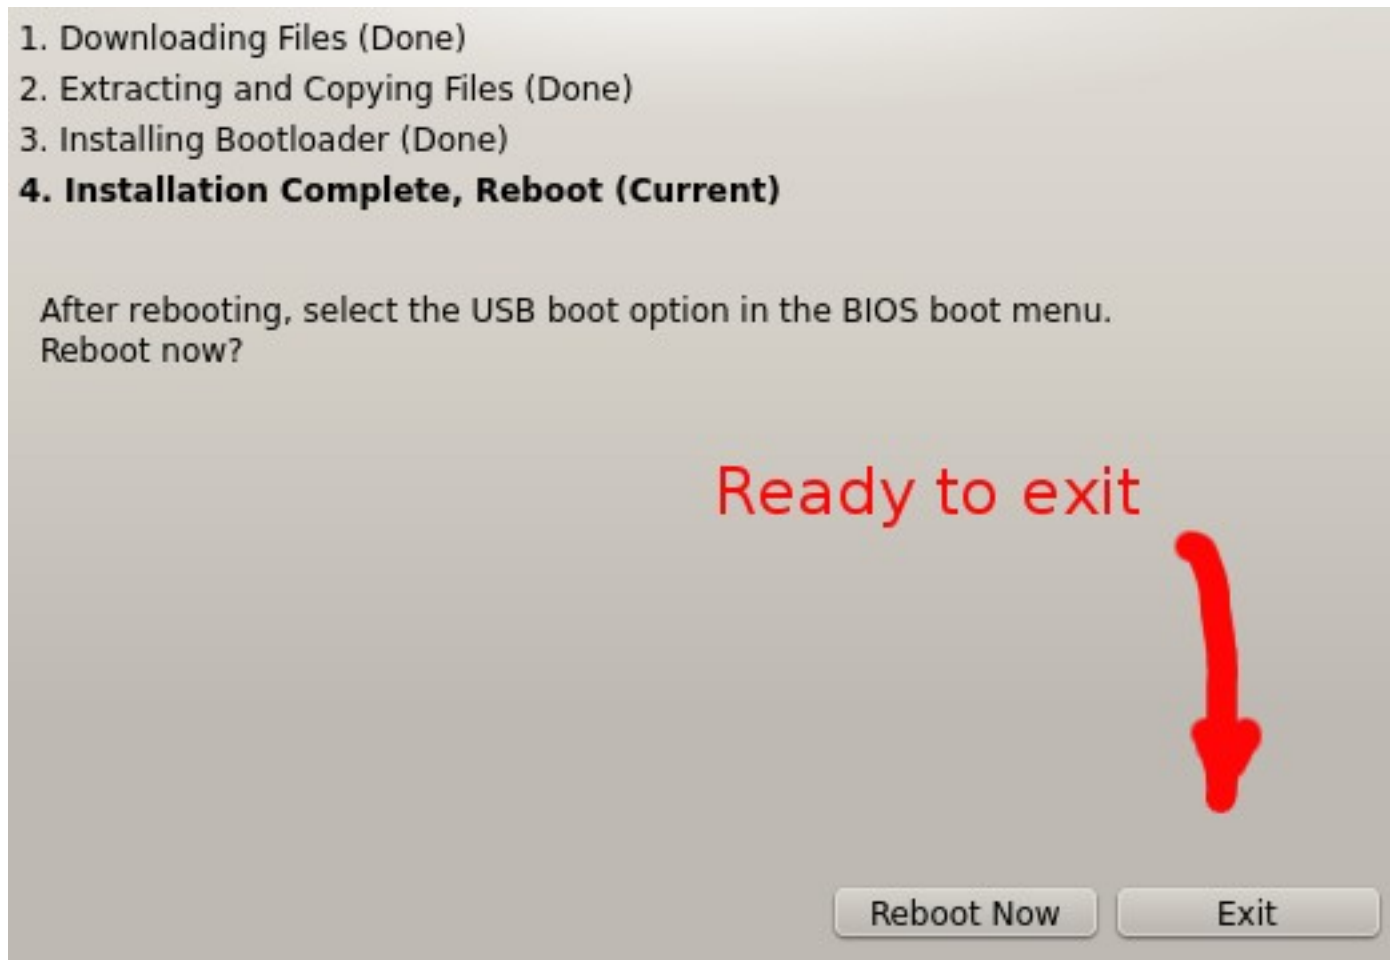 1. Downloading Files (Done)
2. Extracting and Copying Files (Done)
3. Installing Bootloader (Done)
4. Installation Complete, Reboot (Current)
After rebooting, select the USB boot option in the BIOS boot menu.
Reboot now?
Ready to exit
Reboot Now
Exit